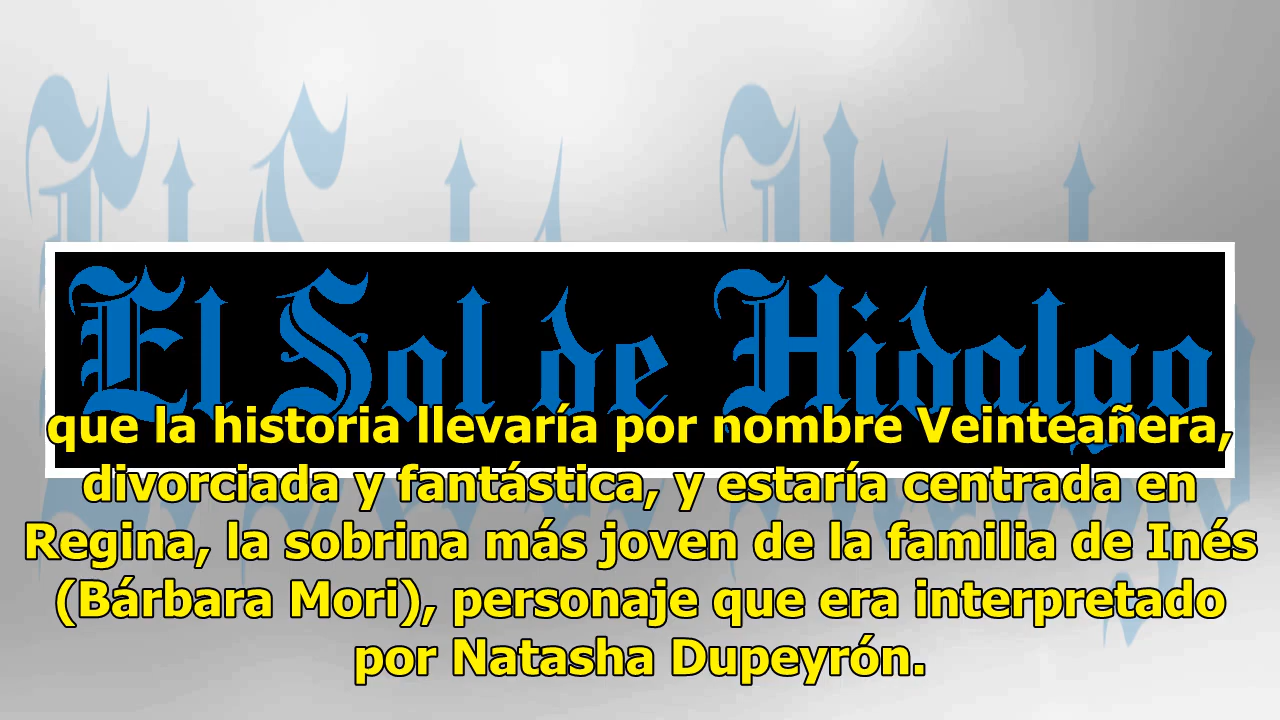 El Sol de Hidalgo
que la historia llevaría por nombre Veinteañera,
divorciada y fantástica, y estaría centrada en
Regina, la sobrina más joven de la familia de Inés
(Bárbara Mori), personaje que era interpretado
por Natasha Dupeyrón.